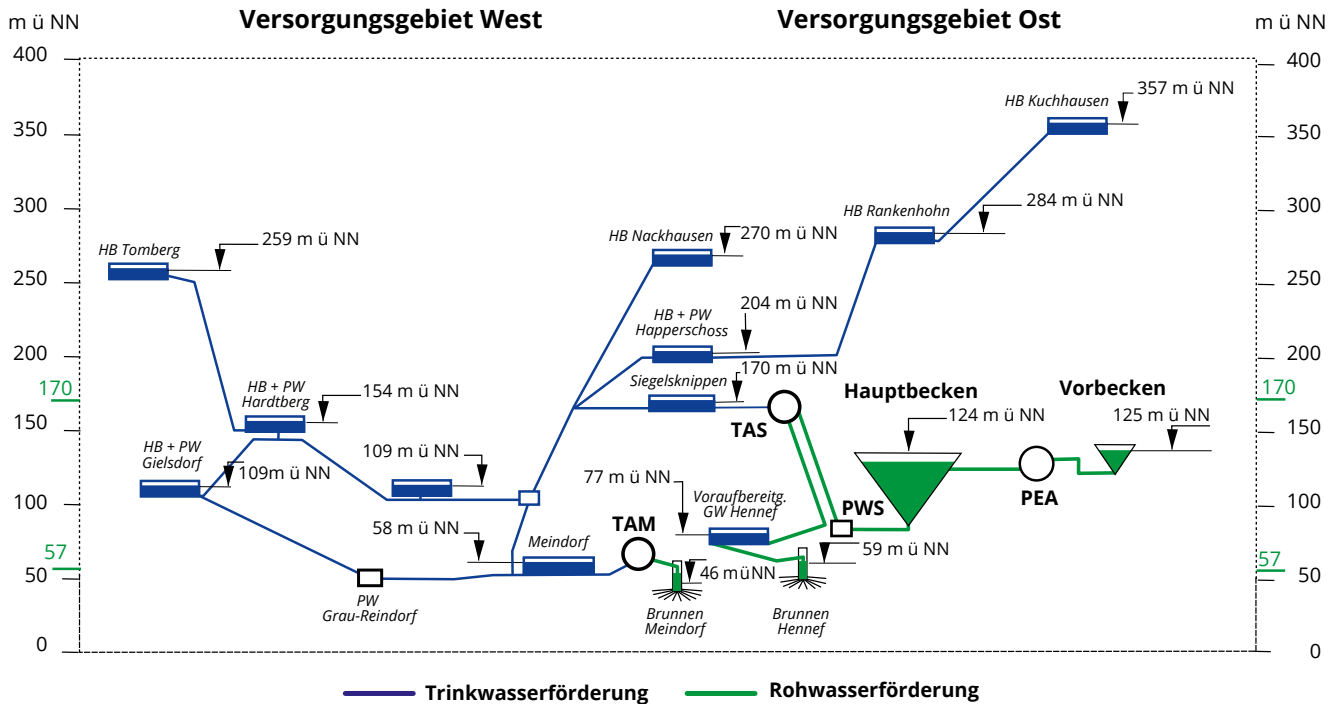 Versorgungsgebiet West
Versorgungsgebiet Ost
m ü NN
m ü NN
400
350
300
250
200
170
150
100
57
50
0
400
350
300
250
200
170
150
100
57
50
0
HB Tomberg
259 m ü NN
HB + PW
Hardtberg
154 m ü NN
HB + PW
Gielsdorf
109m ü NN
109 m ü NN
58 m ü NN
Meindorf
PW
Grau-Reindorf
HB Nackhausen
270 m ü NN
HB + PW
Happerschoss
204 m ü NN
Siegelsknippen
170 m ü NN
HB Rankenhohn
284 m ü NN
HB Kuchhausen
357 m ü NN
TAS
TAM
77 m ü NN
Voraufbereitg.
GW Hennef
PWS
Hauptbecken
124 m ü NN
Vorbecken
125 m ü NN
PEA
59 m ü NN
46 m ü NN
Brunnen
Meindorf
Brunnen
Hennef
Trinkwasserförderung
Rohwasserförderung